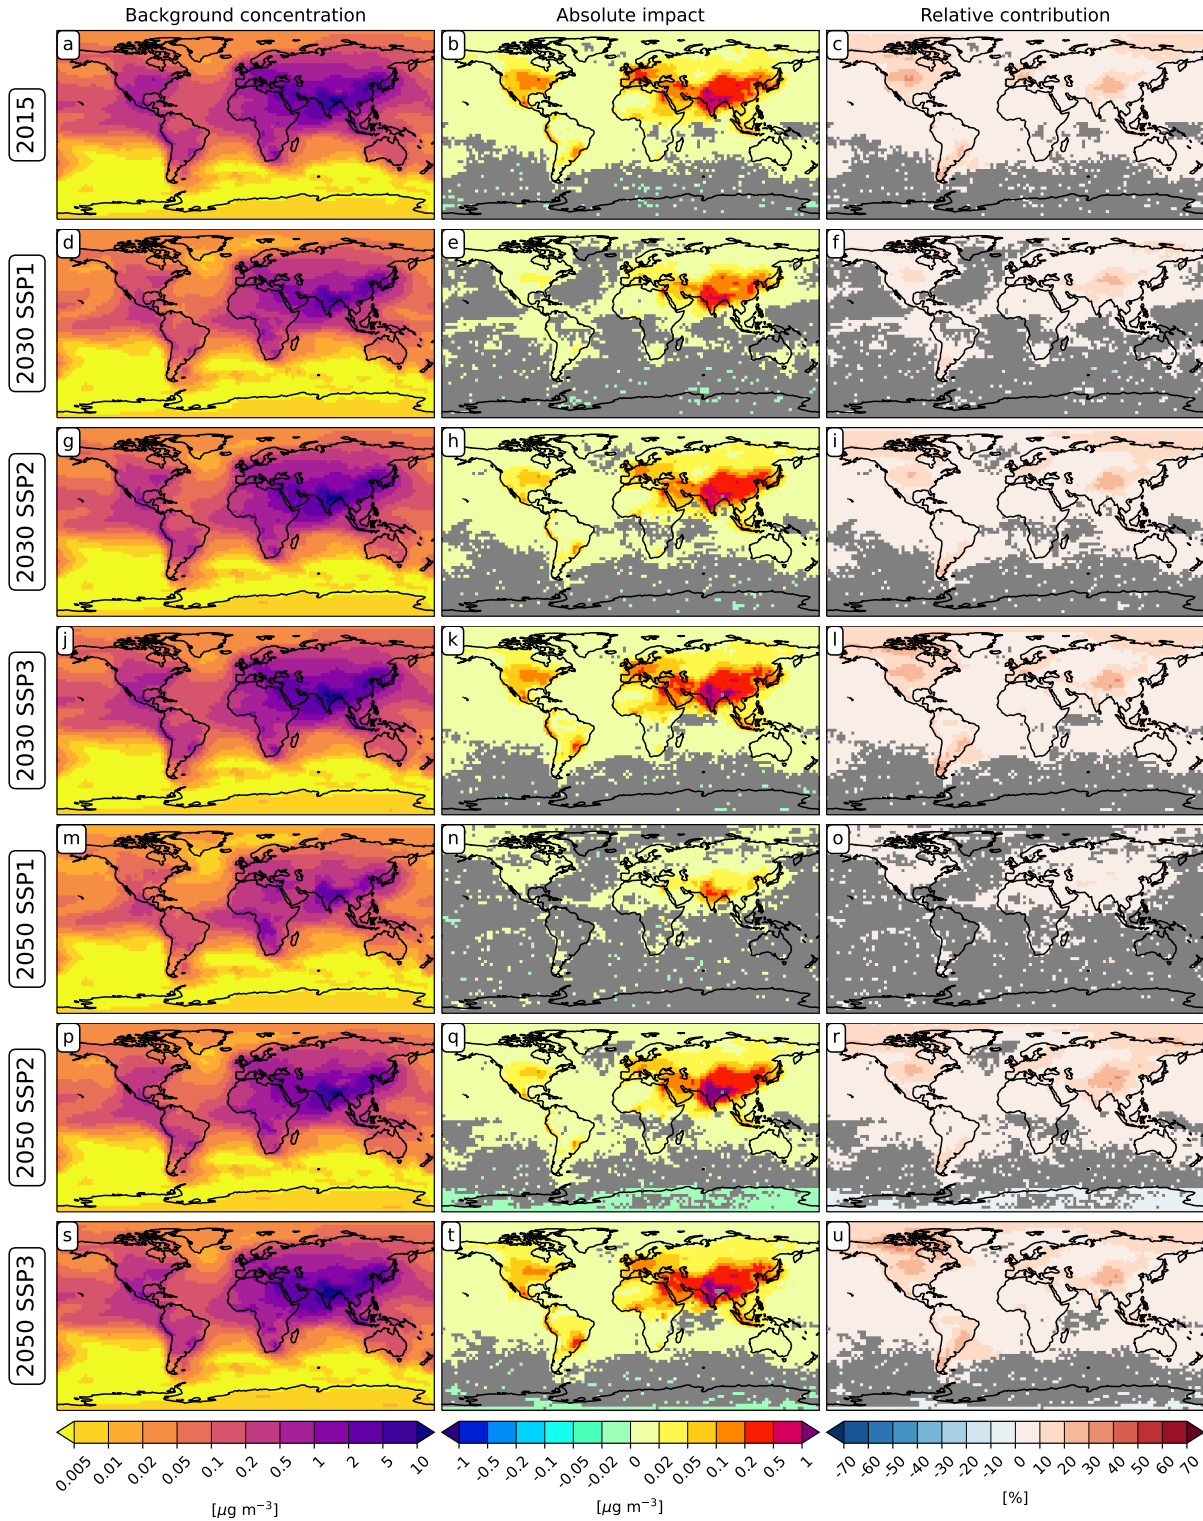 Background concentration
Absolute impact
Relative contribution
2015
a
b
c
2030 SSP1
d
e
f
2030 SSP2
g
h
i
2030 SSP3
j
k
l
2050 SSP1
m
n
o
2050 SSP2
p
q
r
2050 SSP3
s
t
u
0.005 0.01 0.02 0.05 0.1 0.2 0.5 1 2 5 10
-1 -0.5 -0.2 -0.1 -0.05 -0.02 0 0.02 0.05 0.1 0.2 0.5 1
-70 -60 -50 -40 -30 -20 -10 0 10 20 30 40 50 60 70
[μg m⁻³]
[μg m⁻³]
[%]